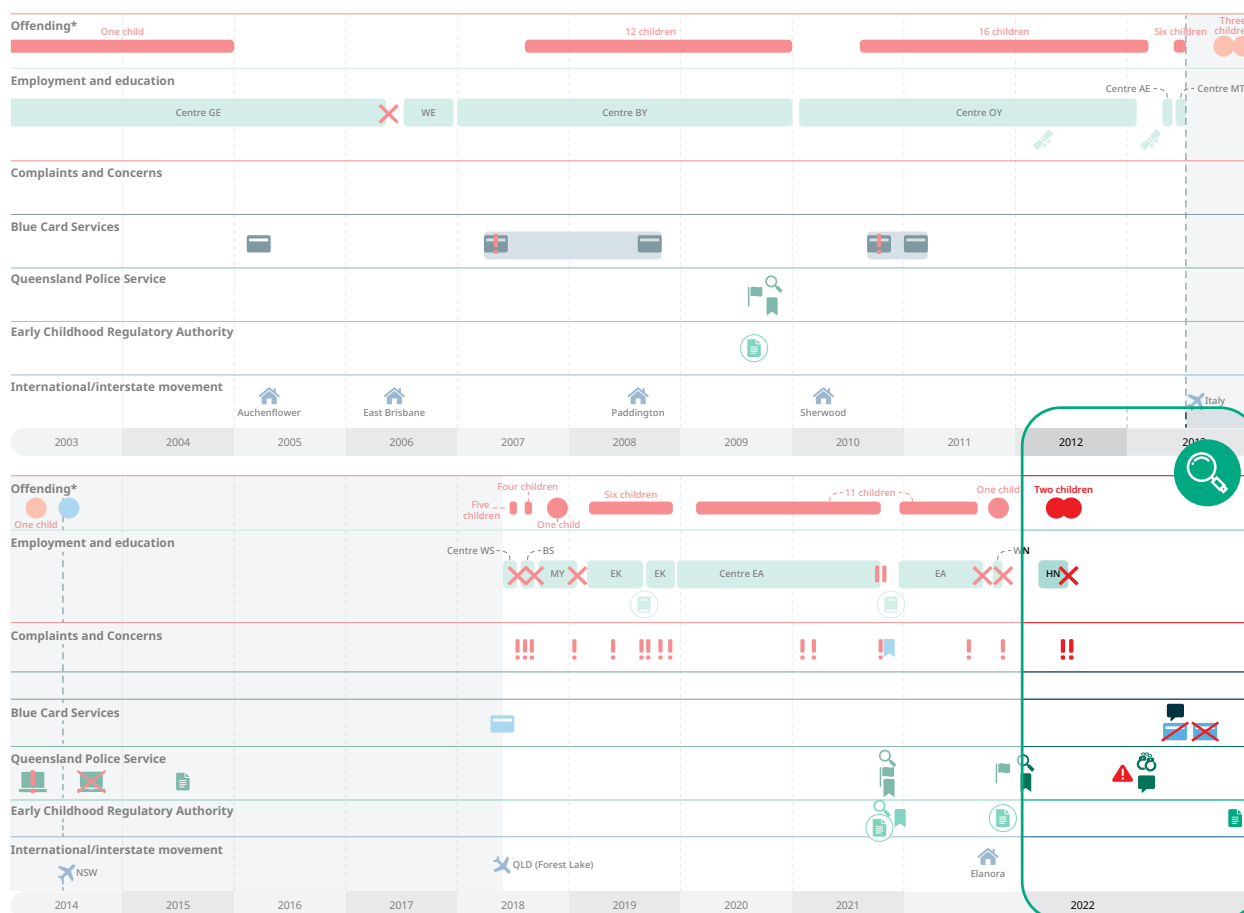 Offending*
One child
12 children
16 children
Six children
Three
Employment and education
Centre GE
WE
Centre BY
Centre OY
Centre AE
Centre MT
Complaints and Concerns
Blue Card Services
Queensland Police Service
Early Childhood Regulatory Authority
International/interstate movement
Auchenflower
East Brisbane
Paddington
Sherwood
Italy
2003
2004
2005
2006
2007
2008
2009
2010
2011
2012
Offending*
One child
Five
children
Four children
One child
Six children
11 children
One child
Two children
Employment and education
Centre WS
BS
MY
EK
EK
Centre EA
EA
WN
HN
Complaints and Concerns
Blue Card Services
Queensland Police Service
Early Childhood Regulatory Authority
International/interstate movement
NSW
QLD (Forest Lake)
Elanora
2014
2015
2016
2017
2018
2019
2020
2021
2022